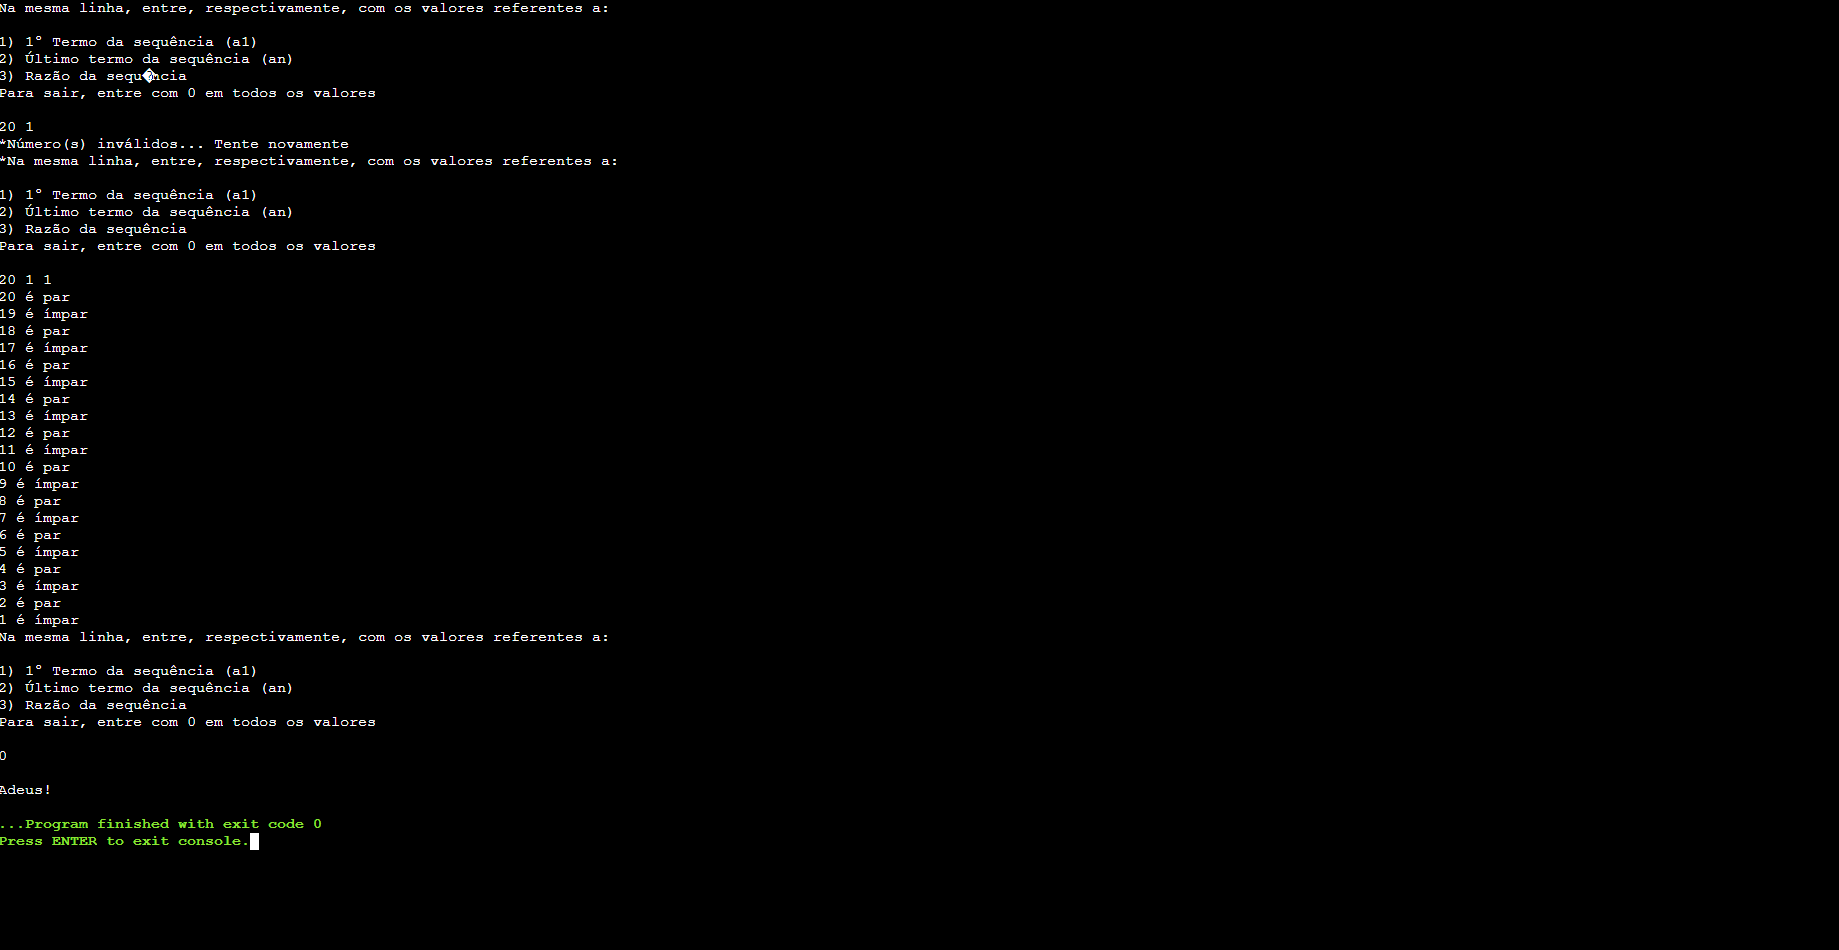 Na mesma linha, entre, respectivamente, com os valores referentes a:
1) 1º Termo da sequência (a1)
2) Último termo da sequência (an)
3) Razão da sequ�ncia
Para sair, entre com 0 em todos os valores
20 1
*Número(s) inválidos... Tente novamente
*Na mesma linha, entre, respectivamente, com os valores referentes a:
1) 1º Termo da sequência (a1)
2) Último termo da sequência (an)
3) Razão da sequência
Para sair, entre com 0 em todos os valores
20 1 1
20 é par
19 é ímpar
18 é par
17 é ímpar
16 é par
15 é ímpar
14 é par
13 é ímpar
12 é par
11 é ímpar
10 é par
9 é ímpar
8 é par
7 é ímpar
6 é par
5 é ímpar
4 é par
3 é ímpar
2 é par
1 é ímpar
Na mesma linha, entre, respectivamente, com os valores referentes a:
1) 1º Termo da sequência (a1)
2) Último termo da sequência (an)
3) Razão da sequência
Para sair, entre com 0 em todos os valores
0
Adeus!
...Program finished with exit code 0
Press ENTER to exit console.